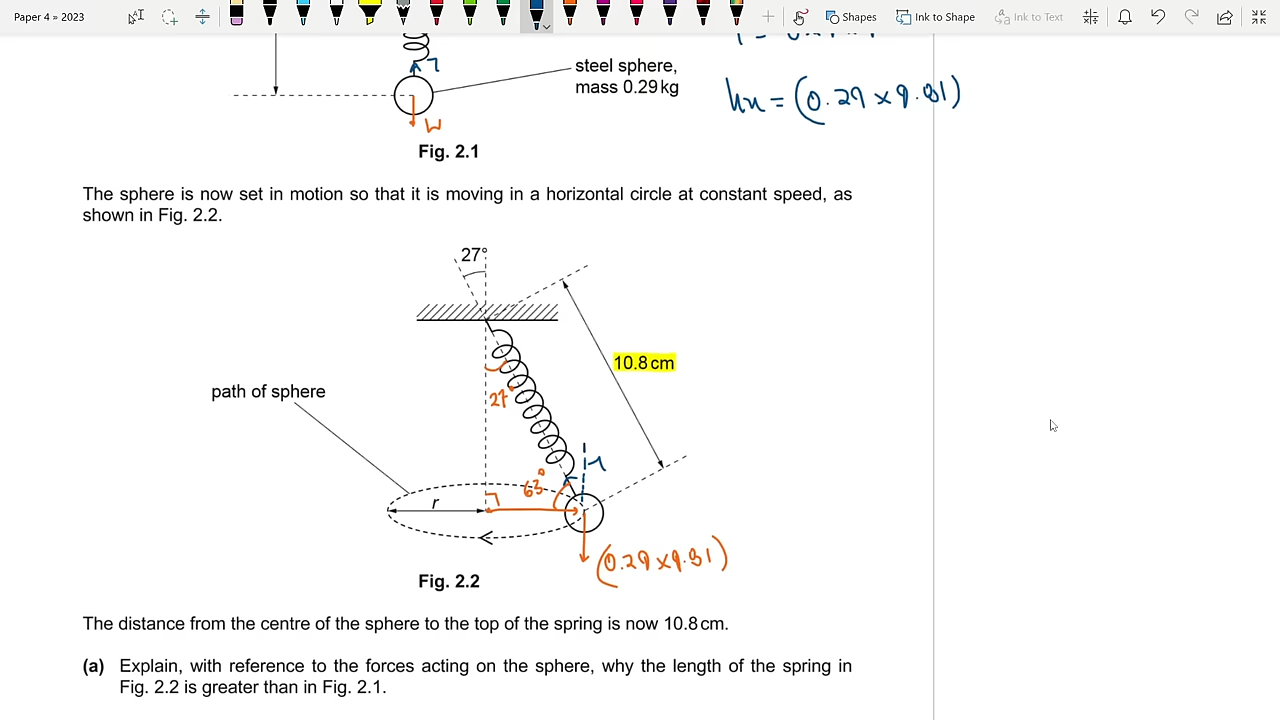 Paper 4 » 2023
Shapes
Ink to Shape
Ink to Text
steel sphere,
mass 0.29 kg
T
W
hx = (0.29 × 9.81)
Fig. 2.1
The sphere is now set in motion so that it is moving in a horizontal circle at constant speed, as
shown in Fig. 2.2.
27°
10.8 cm
path of sphere
27°
T
63°
r
(0.29 × 9.81)
Fig. 2.2
The distance from the centre of the sphere to the top of the spring is now 10.8 cm.
(a) Explain, with reference to the forces acting on the sphere, why the length of the spring in
Fig. 2.2 is greater than in Fig. 2.1.